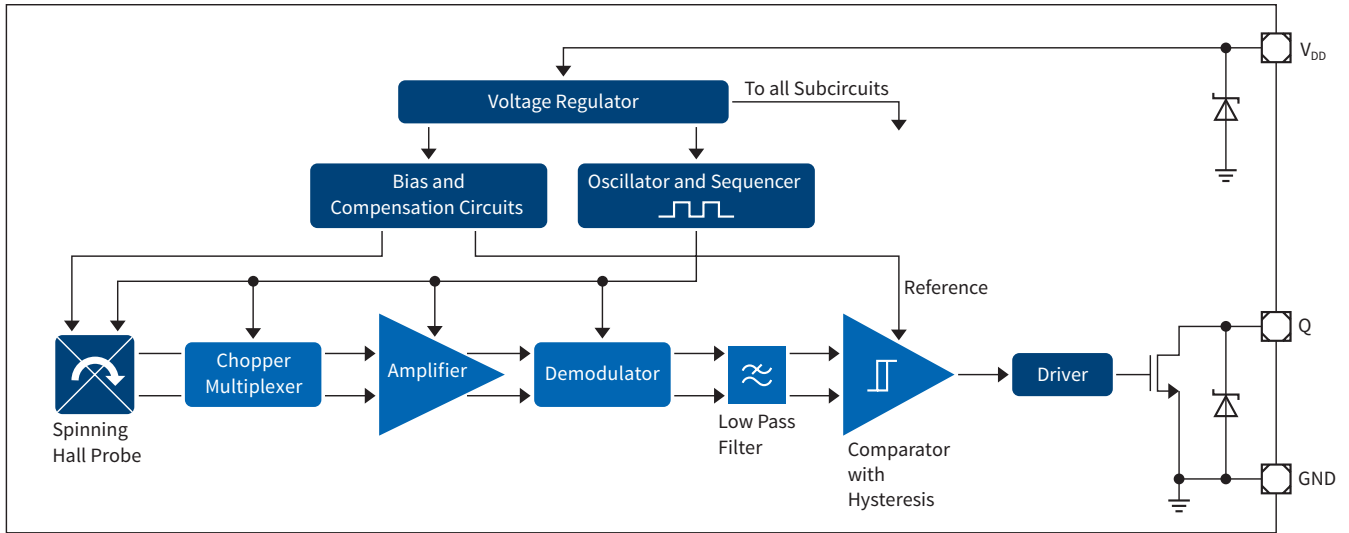 V_DD
Voltage Regulator
To all Subcircuits
Bias and
Compensation Circuits
Oscillator and Sequencer
Reference
Q
Chopper
Multiplexer
Amplifier
Demodulator
Driver
Spinning
Hall Probe
Low Pass
Filter
Comparator
with
Hysteresis
GND